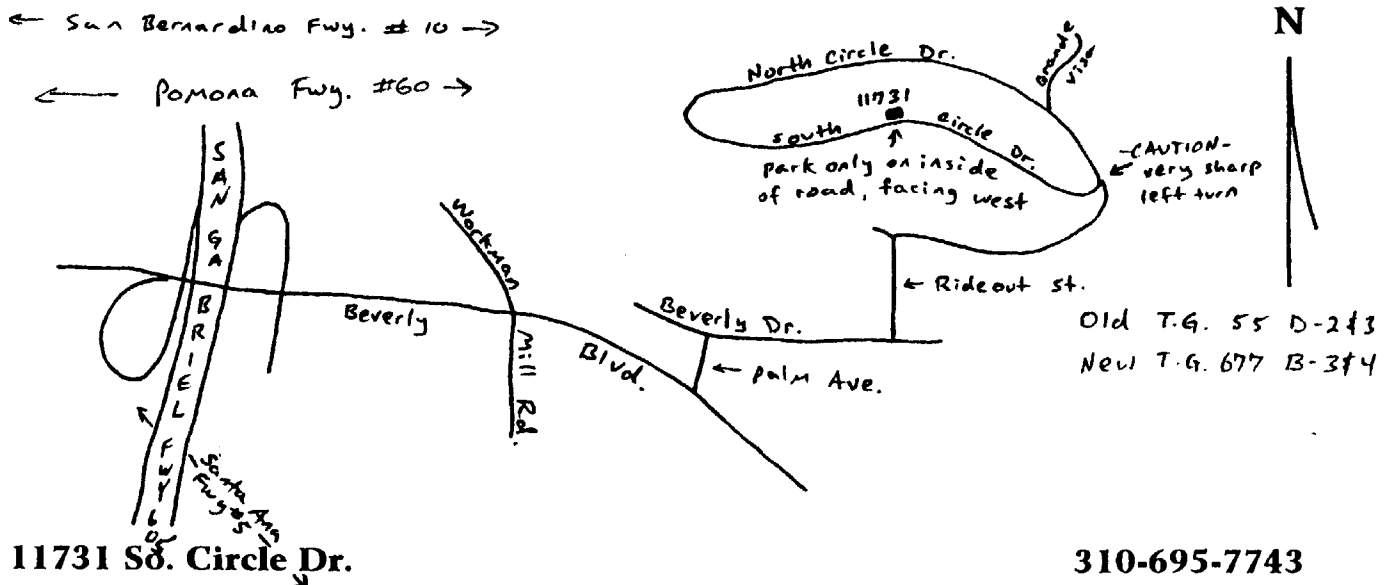 ← San Bernardino Fwy. # 10 →
← Pomona Fwy. #60 →
N
North Circle Dr.
Grande Visa
11731
South Circle Dr.
park only on inside
of road, facing west
-CAUTION-
very sharp
left turn
SAN GABRIEL FWY 605
Workman Mill Rd.
Beverly Blvd.
Beverly Dr.
← Rideout St.
← Palm Ave.
Old T.G. 55 D-2&3
New T.G. 677 B-3&4
Santa Ana
Fwy #5
11731 So. Circle Dr.
310-695-7743